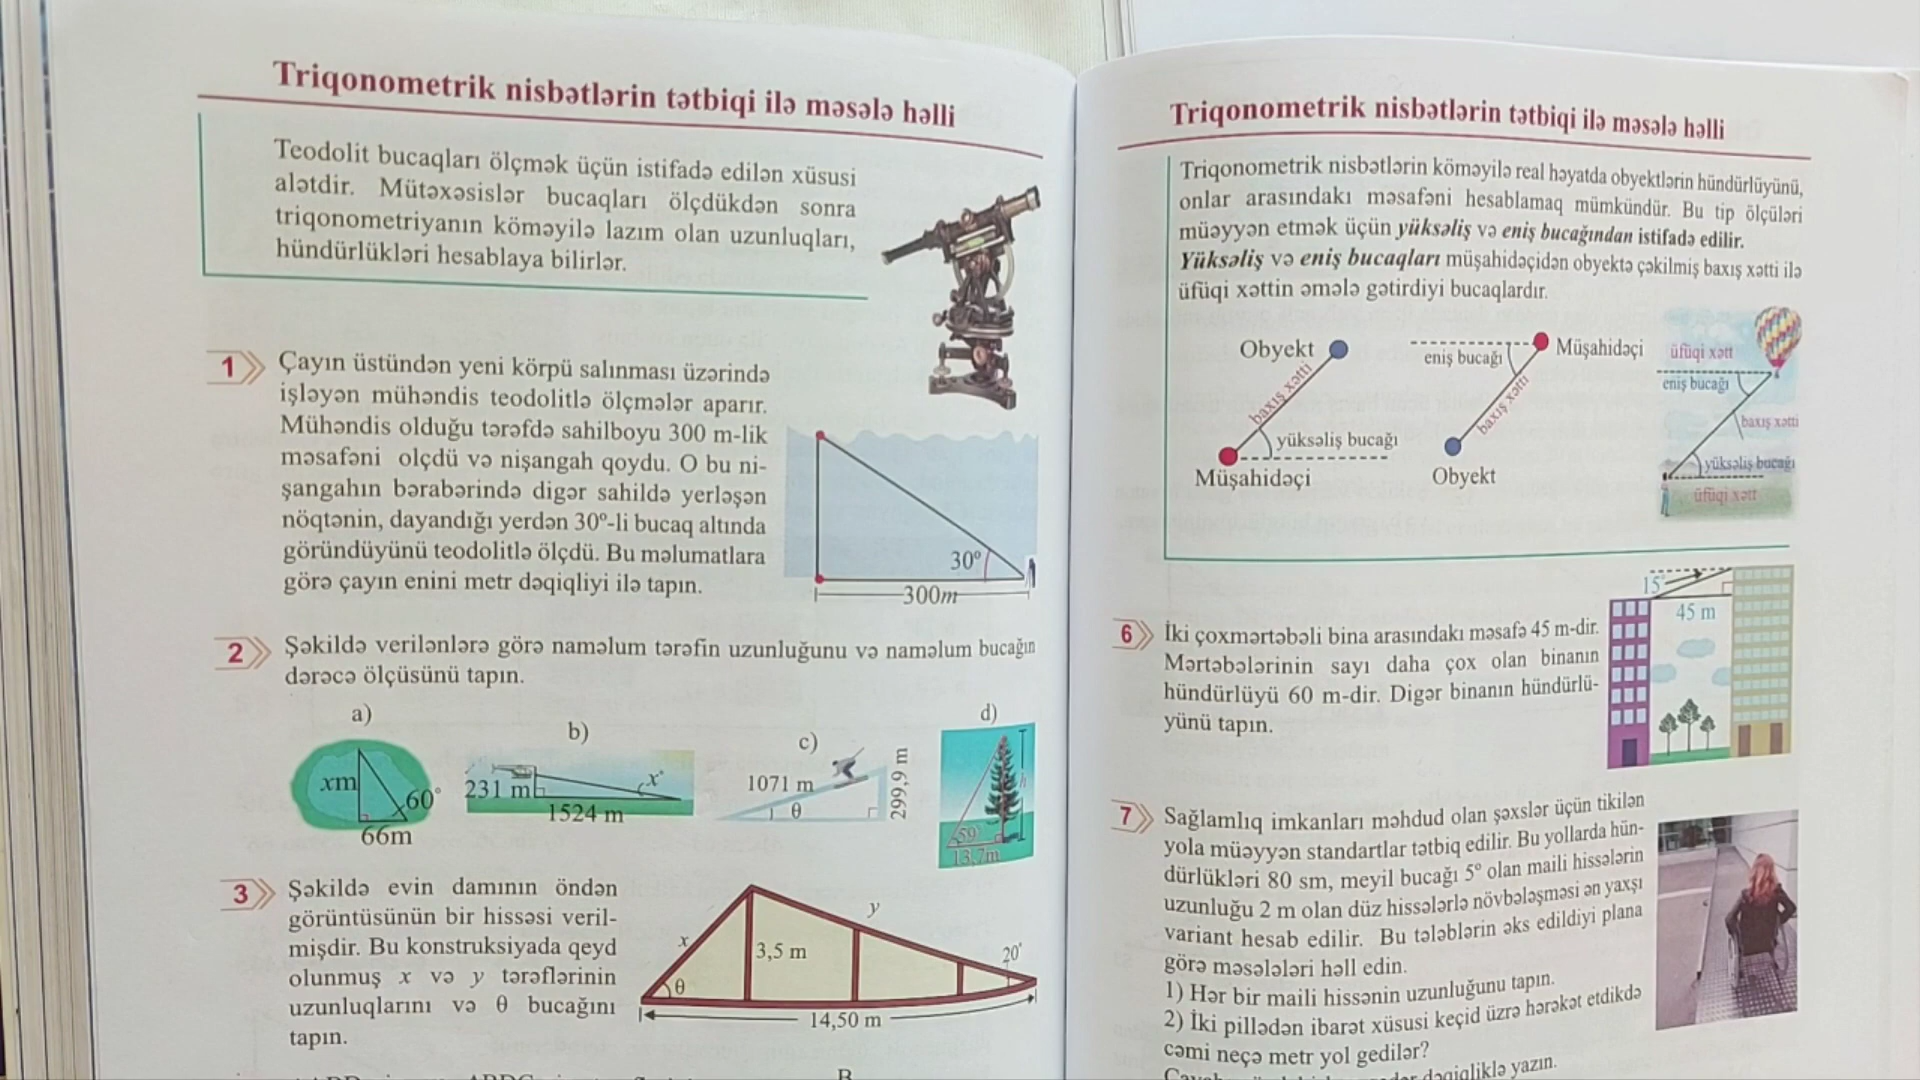 Triqonometrik nisbətlərin tətbiqi ilə məsələ həlli
Teodolit bucaqları ölçmək üçün istifadə edilən xüsusi
alətdir. Mütəxəsislər bucaqları ölçdükdən sonra
triqonometriyanın köməyilə lazım olan uzunluqları,
hündürlükləri hesablaya bilirlər.
1
Çayın üstündən yeni körpü salınması üzərində
işləyən mühəndis teodolitlə ölçmələr aparır.
Mühəndis olduğu tərəfdə sahilboyu 300 m-lik
məsafəni olçdü və nişangah qoydu. O bu ni-
şangahın bərabərində digər sahildə yerləşən
nöqtənin, dayandığı yerdən 30º-li bucaq altında
göründüyünü teodolitlə ölçdü. Bu məlumatlara
görə çayın enini metr dəqiqliyi ilə tapın.
30º
300m
2
Şəkildə verilənlərə görə naməlum tərəfin uzunluğunu və naməlum bucağın
dərəcə ölçüsünü tapın.
a)
xm
60°
66m
b)
231 m
x°
1524 m
c)
1071 m
θ
299,9 m
d)
h
59°
13,7m
3
Şəkildə evin damının öndən
görüntüsünün bir hissəsi veril-
mişdir. Bu konstruksiyada qeyd
olunmuş x və y tərəflərinin
uzunluqlarını və θ bucağını
tapın.
x
y
3,5 m
20°
θ
14,50 m
B
Triqonometrik nisbətlərin tətbiqi ilə məsələ həlli
Triqonometrik nisbətlərin köməyilə real həyatda obyektlərin hündürlüyünü,
onlar arasındakı məsafəni hesablamaq mümkündür. Bu tip ölçüləri
müəyyən etmək üçün yüksəliş və eniş bucağından istifadə edilir.
Yüksəliş və eniş bucaqları müşahidəçidən obyektə çəkilmiş baxış xətti ilə
üfüqi xəttin əmələ gətirdiyi bucaqlardır.
Obyekt
baxış xətti
yüksəliş bucağı
Müşahidəçi
eniş bucağı
Müşahidəçi
baxış xətti
Obyekt
üfüqi xətt
eniş bucağı
baxış xətti
yüksəliş bucağı
üfüqi xətt
15°
45 m
6
İki çoxmərtəbəli bina arasındakı məsafə 45 m-dir.
Mərtəbələrinin sayı daha çox olan binanın
hündürlüyü 60 m-dir. Digər binanın hündürlü-
yünü tapın.
7
Sağlamlıq imkanları məhdud olan şəxslər üçün tikilən
yola müəyyən standartlar tətbiq edilir. Bu yollarda hün-
dürlükləri 80 sm, meyil bucağı 5° olan maili hissələrin
uzunluğu 2 m olan düz hissələrlə növbələşməsi ən yaxşı
variant hesab edilir. Bu tələblərin əks edildiyi plana
görə məsələləri həll edin.
1) Hər bir maili hissənin uzunluğunu tapın.
2) İki pillədən ibarət xüsusi keçid üzrə hərəkət etdikdə
cəmi neçə metr yol gedilər?
dəqiqliklə yazın.